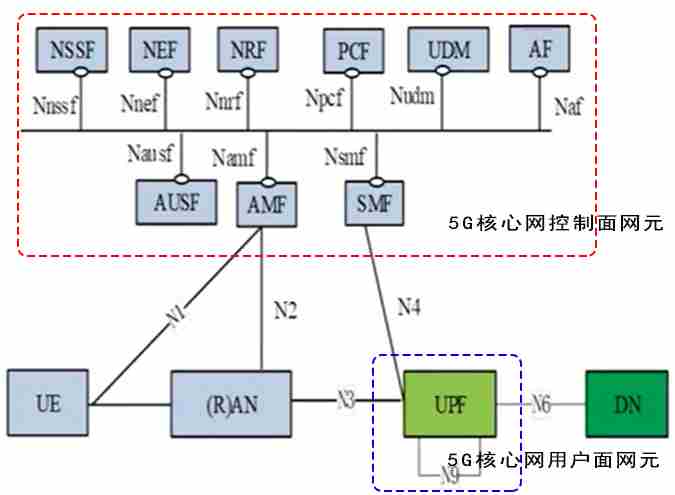 NSSF NEF NRF PCF UDM AF
Nnssf Nnef Nnrf Npcf Nudm Naf
Nausf Namf Nsmf
AUSF AMF SMF
5G核心网控制面网元
N1 N2 N4
UE (R)AN N3 UPF N6 DN
5G核心网用户面网元
N9